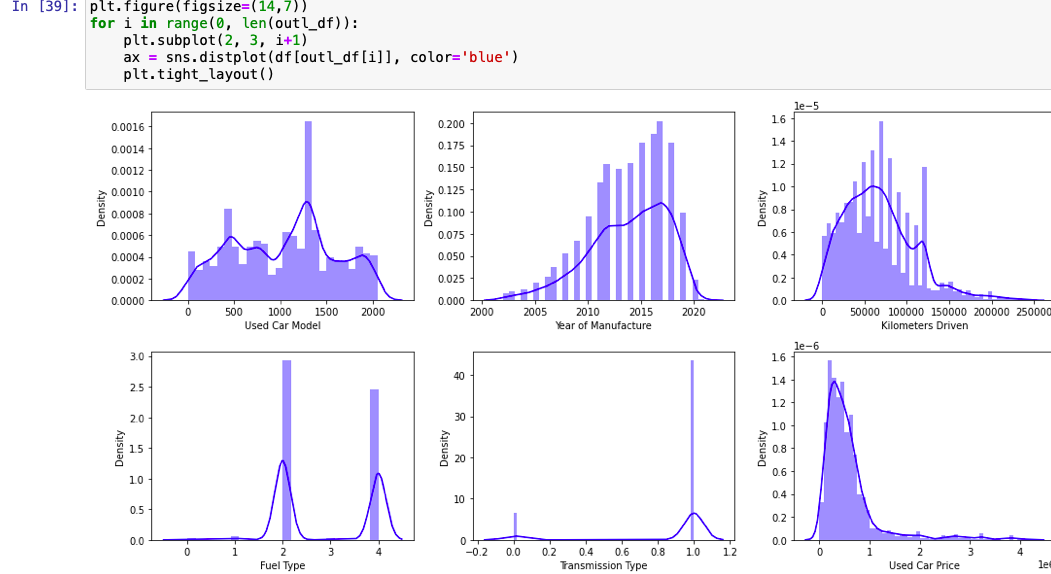 In [39]: plt.figure(figsize=(14,7))
for i in range(0, len(outl_df)):
    plt.subplot(2, 3, i+1)
    ax = sns.distplot(df[outl_df[i]], color='blue')
    plt.tight_layout()
Density
0.0016
0.0014
0.0012
0.0010
0.0008
0.0006
0.0004
0.0002
0.0000
0 500 1000 1500 2000
Used Car Model
Density
0.200
0.175
0.150
0.125
0.100
0.075
0.050
0.025
0.000
2000 2005 2010 2015 2020
Year of Manufacture
1e-5
Density
1.6
1.4
1.2
1.0
0.8
0.6
0.4
0.2
0.0
0 50000 100000 150000 200000 250000
Kilometers Driven
Density
3.0
2.5
2.0
1.5
1.0
0.5
0.0
0 1 2 3 4
Fuel Type
Density
40
30
20
10
0
−0.2 0.0 0.2 0.4 0.6 0.8 1.0 1.2
Transmission Type
1e-6
Density
1.6
1.4
1.2
1.0
0.8
0.6
0.4
0.2
0.0
0 1 2 3 4
Used Car Price